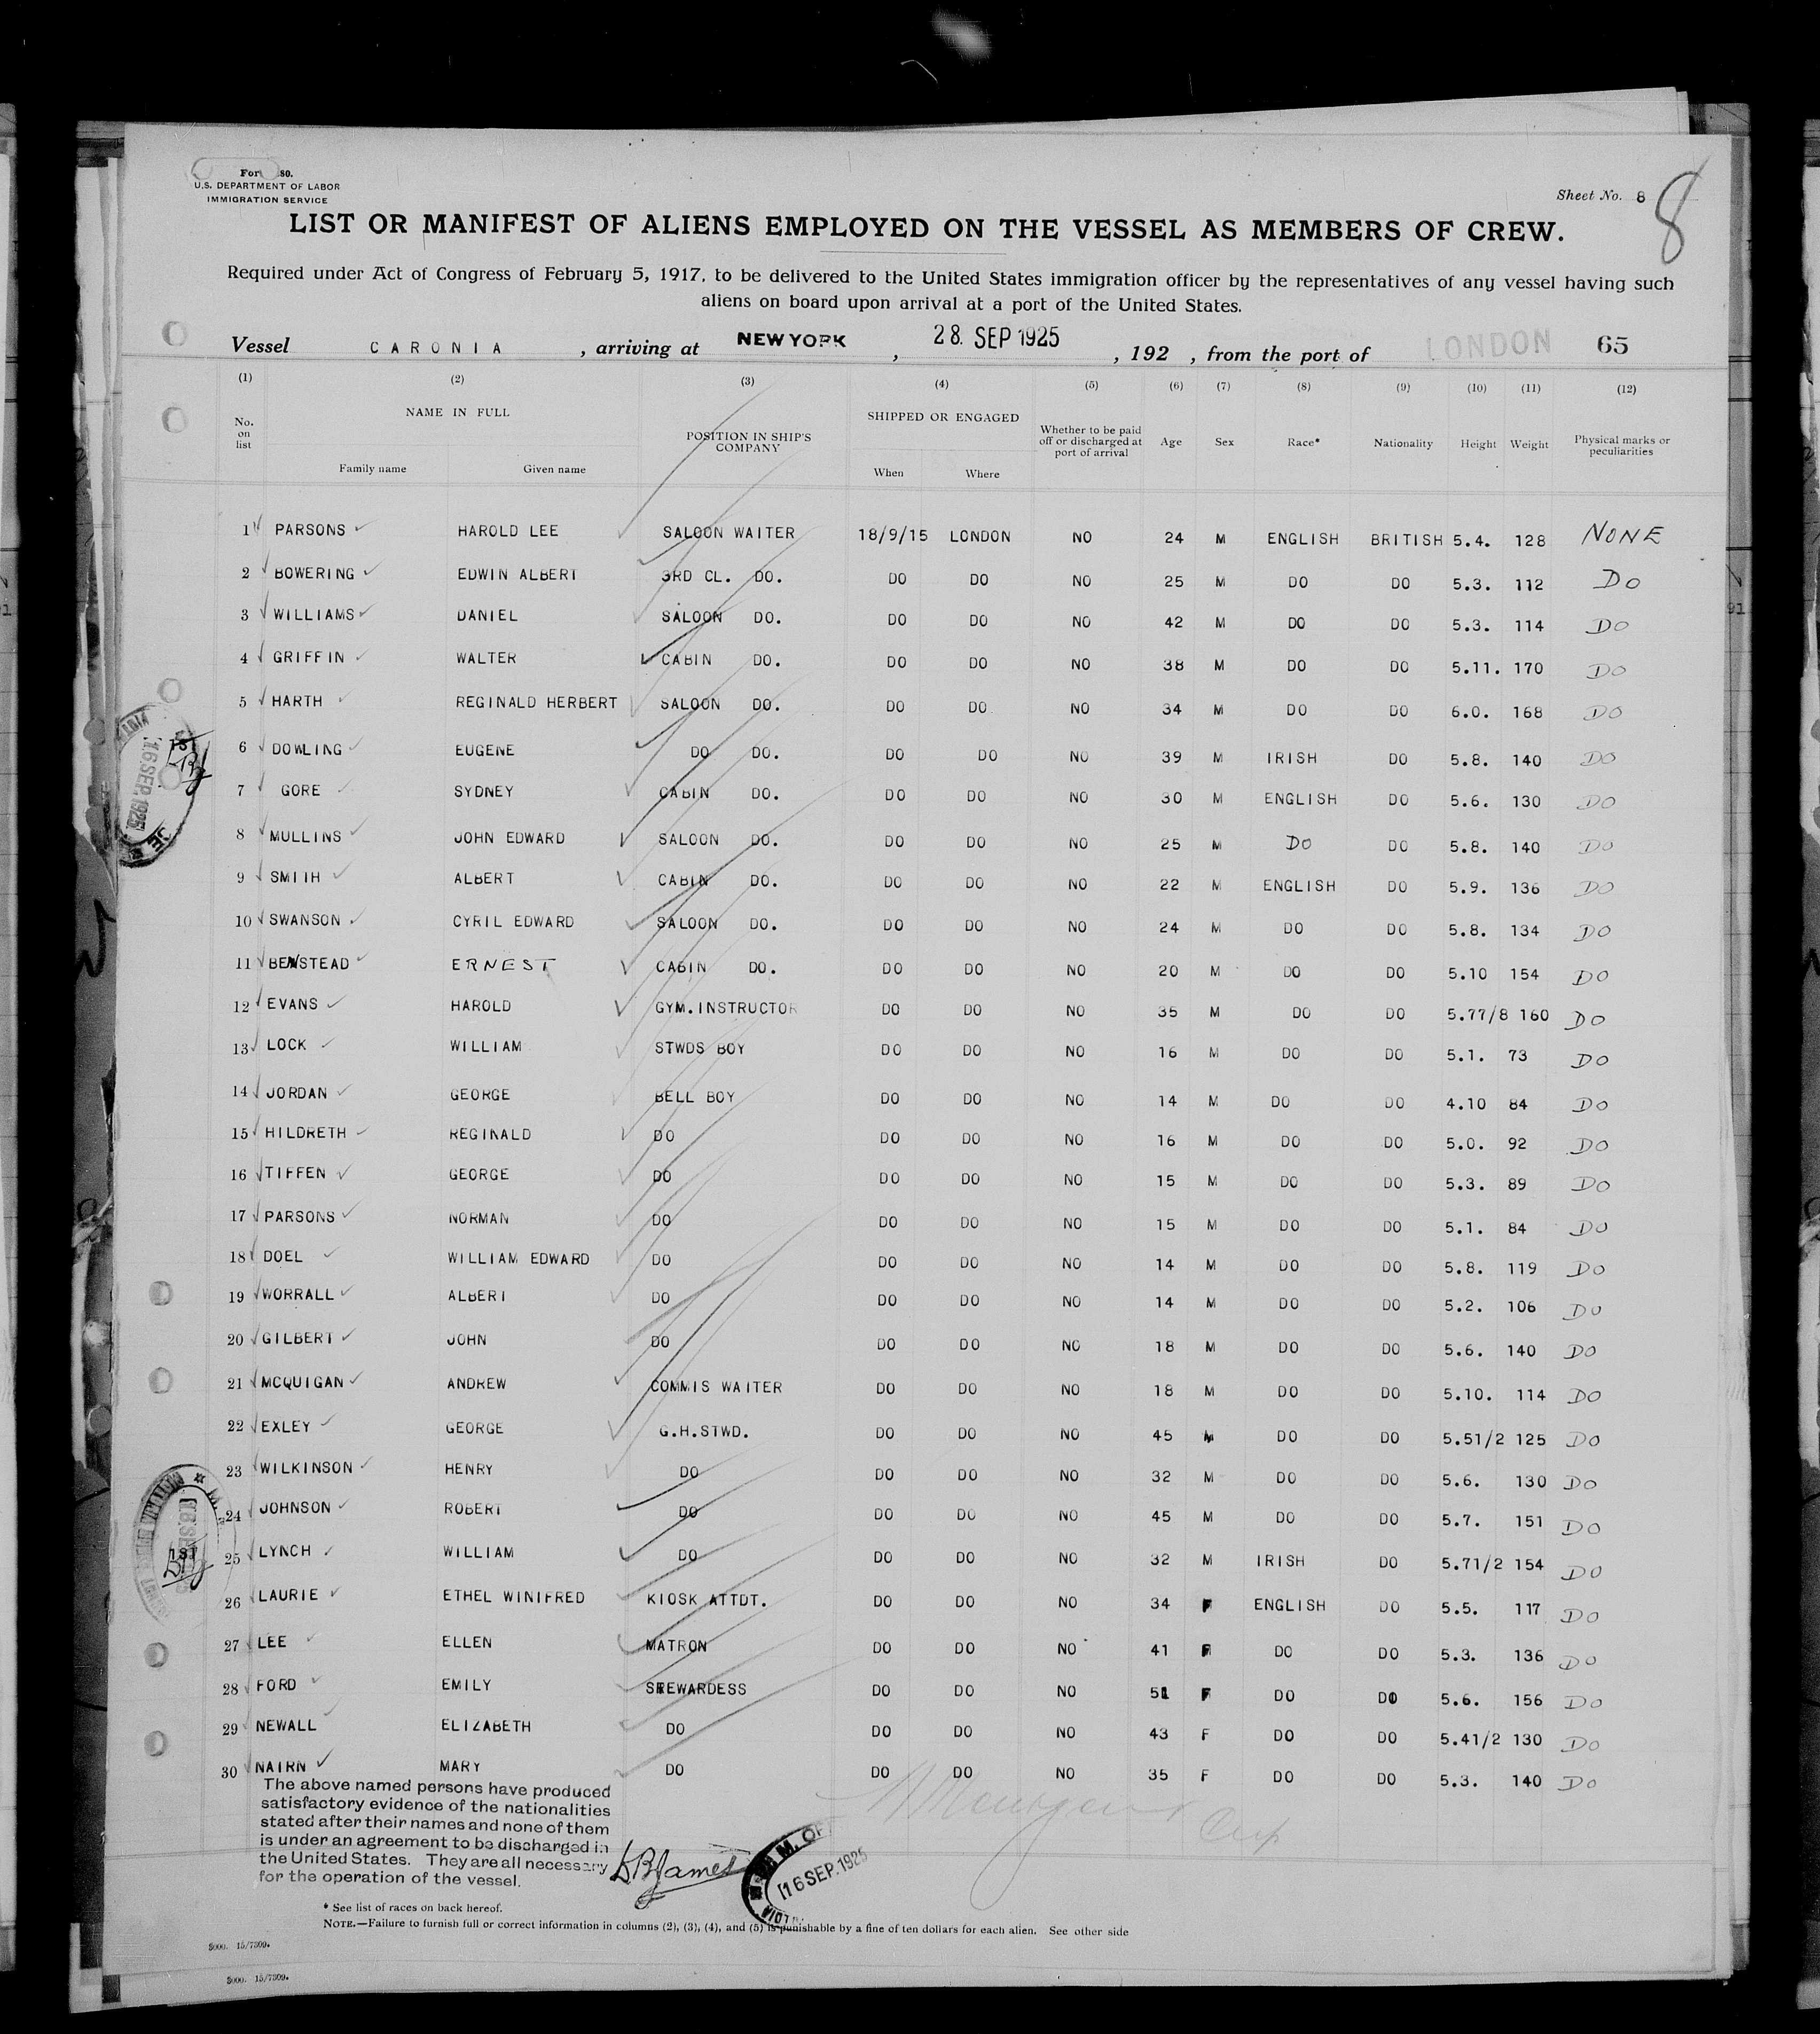 For 80.
U.S. DEPARTMENT OF LABOR
IMMIGRATION SERVICE
Sheet No. 8
8
LIST OR MANIFEST OF ALIENS EMPLOYED ON THE VESSEL AS MEMBERS OF CREW.
Required under Act of Congress of February 5, 1917, to be delivered to the United States immigration officer by the representatives of any vessel having such
aliens on board upon arrival at a port of the United States.
Vessel CARONIA , arriving at NEW YORK , 28. SEP 1925 , 192 , from the port of LONDON 65
(1) (2) (3) (4) (5) (6) (7) (8) (9) (10) (11) (12)
No. on list NAME IN FULL Family name Given name POSITION IN SHIP'S COMPANY SHIPPED OR ENGAGED When Where Whether to be paid off or discharged at port of arrival Age Sex Race* Nationality Height Weight Physical marks or peculiarities
1 PARSONS HAROLD LEE SALOON WAITER 18/9/15 LONDON NO 24 M ENGLISH BRITISH 5.4. 128 NONE
2 BOWERING EDWIN ALBERT 3RD CL. DO. DO DO NO 25 M DO DO 5.3. 112 DO
3 WILLIAMS DANIEL SALOON DO. DO DO NO 42 M DO DO 5.3. 114 DO
4 GRIFFIN WALTER CABIN DO. DO DO NO 38 M DO DO 5.11. 170 DO
5 HARTH REGINALD HERBERT SALOON DO. DO DO. NO 34 M DO DO 6.0. 168 DO
6 DOWLING EUGENE DO DO. DO DO NO 39 M IRISH DO 5.8. 140 DO
7 GORE SYDNEY CABIN DO. DO DO NO 30 M ENGLISH DO 5.6. 130 DO
8 MULLINS JOHN EDWARD SALOON DO. DO DO NO 25 M DO DO 5.8. 140 DO
9 SMITH ALBERT CABIN DO. DO DO NO 22 M ENGLISH DO 5.9. 136 DO
10 SWANSON CYRIL EDWARD SALOON DO. DO DO NO 24 M DO DO 5.8. 134 DO
11 BENSTEAD ERNEST CABIN DO. DO DO NO 20 M DO DO 5.10 154 DO
12 EVANS HAROLD GYM.INSTRUCTOR DO DO NO 35 M DO DO 5.77/8 160 DO
13 LOCK WILLIAM STWDS BOY DO DO NO 16 M DO DO 5.1. 73 DO
14 JORDAN GEORGE BELL BOY DO DO NO 14 M DO DO 4.10 84 DO
15 HILDRETH REGINALD DO DO DO NO 16 M DO DO 5.0. 92 DO
16 TIFFEN GEORGE DO DO DO NO 15 M DO DO 5.3. 89 DO
17 PARSONS NORMAN DO DO DO NO 15 M DO DO 5.1. 84 DO
18 DOEL WILLIAM EDWARD DO DO DO NO 14 M DO DO 5.8. 119 DO
19 WORRALL ALBERT DO DO DO NO 14 M DO DO 5.2. 106 DO
20 GILBERT JOHN DO DO DO NO 18 M DO DO 5.6. 140 DO
21 MCQUIGAN ANDREW COMMIS WAITER DO DO NO 18 M DO DO 5.10. 114 DO
22 EXLEY GEORGE G.H.STWD. DO DO NO 45 M DO DO 5.51/2 125 DO
23 WILKINSON HENRY DO DO DO NO 32 M DO DO 5.6. 130 DO
24 JOHNSON ROBERT DO DO DO NO 45 M DO DO 5.7. 151 DO
25 LYNCH WILLIAM DO DO DO NO 32 M IRISH DO 5.71/2 154 DO
26 LAURIE ETHEL WINIFRED KIOSK ATTDT. DO DO NO 34 F ENGLISH DO 5.5. 117 DO
27 LEE ELLEN MATRON DO DO NO 41 F DO DO 5.3. 136 DO
28 FORD EMILY STEWARDESS DO DO NO 51 F DO DO 5.6. 156 DO
29 NEWALL ELIZABETH DO DO DO NO 43 F DO DO 5.41/2 130 DO
30 NAIRN MARY DO DO DO NO 35 F DO DO 5.3. 140 DO
The above named persons have produced
satisfactory evidence of the nationalities
stated after their names and none of them
is under an agreement to be discharged in
the United States. They are all necessary
for the operation of the vessel.
James
16 SEP. 1925
16 SEP. 1925
* See list of races on back hereof.
NOTE.—Failure to furnish full or correct information in columns (2), (3), (4), and (5) is punishable by a fine of ten dollars for each alien. See other side
5000. 15/7309.
5000. 15/7309.